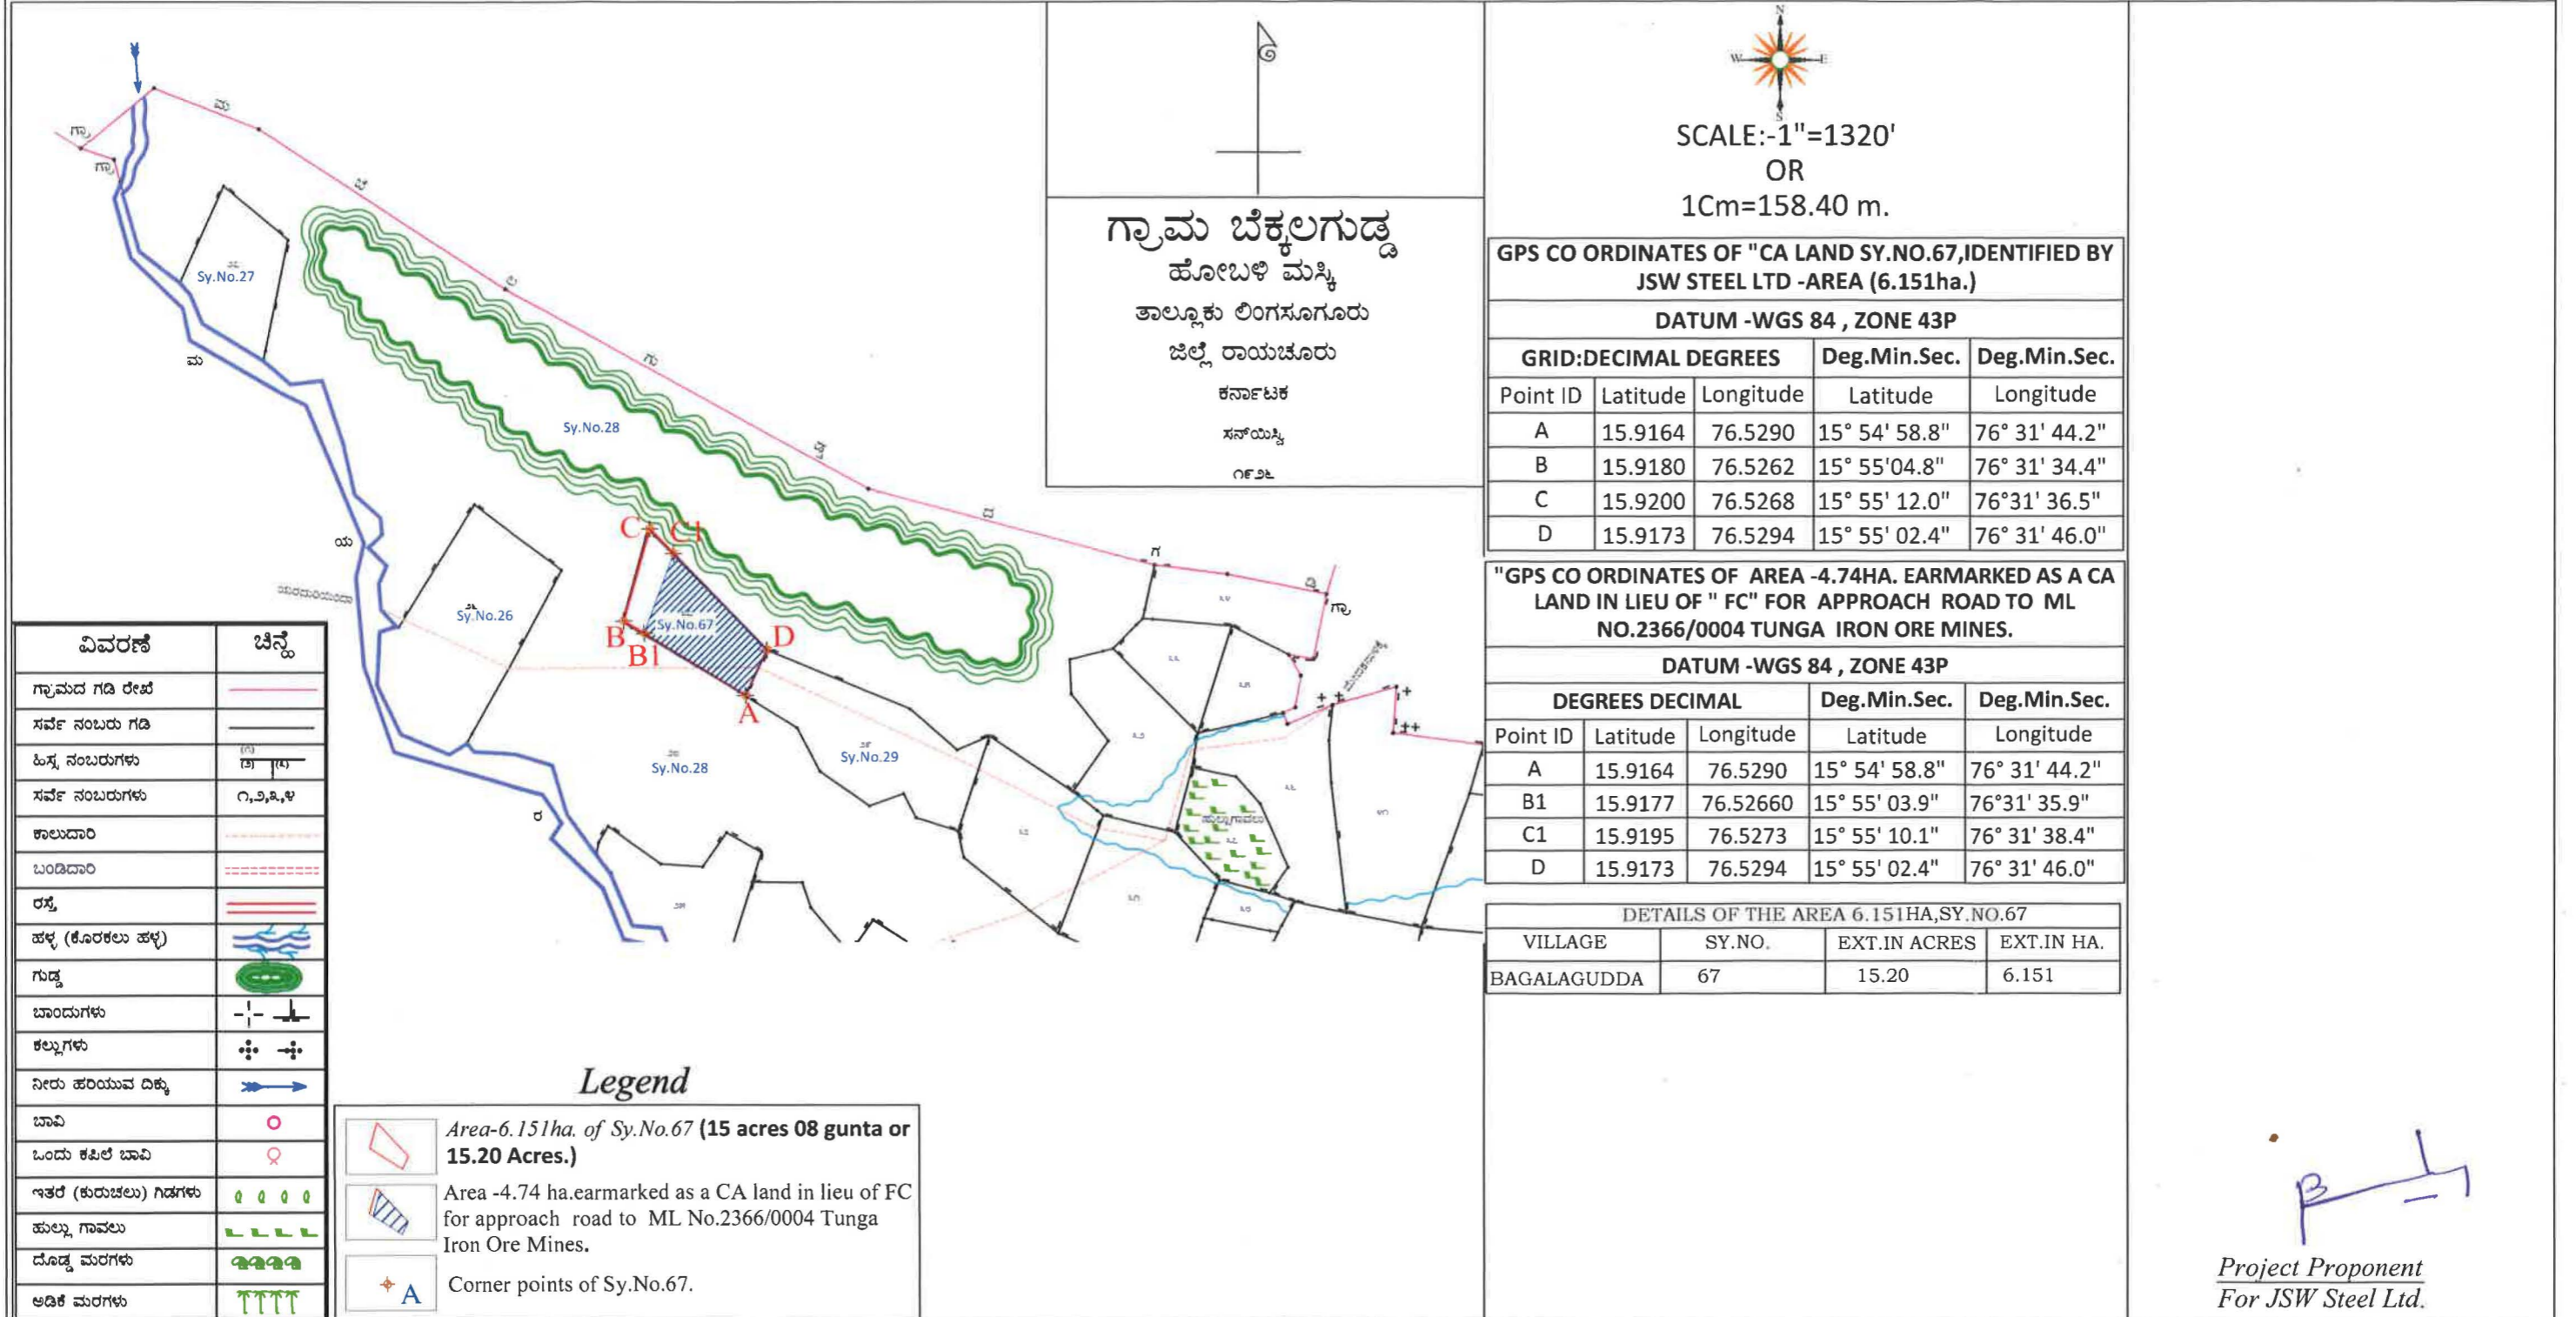 ಗ್ರಾಮ ಬೆಕ್ಕಲಗುಡ್ಡ
ಹೋಬಳಿ ಮಸ್ಕಿ
ತಾಲ್ಲೂಕು ಲಿಂಗಸೂಗೂರು
ಜಿಲ್ಲೆ ರಾಯಚೂರು
ಕರ್ನಾಟಕ
ಸನ್‌ಯಿಸ್ವಿ
೧೯೨೬
N
W E
S
SCALE:-1"=1320'
OR
1Cm=158.40 m.
GPS CO ORDINATES OF "CA LAND SY.NO.67,IDENTIFIED BY
JSW STEEL LTD -AREA (6.151ha.)
DATUM -WGS 84 , ZONE 43P
GRID:DECIMAL DEGREES Deg.Min.Sec. Deg.Min.Sec.
Point ID Latitude Longitude Latitude Longitude
A 15.9164 76.5290 15° 54' 58.8" 76° 31' 44.2"
B 15.9180 76.5262 15° 55'04.8" 76° 31' 34.4"
C 15.9200 76.5268 15° 55' 12.0" 76°31' 36.5"
D 15.9173 76.5294 15° 55' 02.4" 76° 31' 46.0"
"GPS CO ORDINATES OF AREA -4.74HA. EARMARKED AS A CA
LAND IN LIEU OF " FC" FOR APPROACH ROAD TO ML
NO.2366/0004 TUNGA IRON ORE MINES.
DATUM -WGS 84 , ZONE 43P
DEGREES DECIMAL Deg.Min.Sec. Deg.Min.Sec.
Point ID Latitude Longitude Latitude Longitude
A 15.9164 76.5290 15° 54' 58.8" 76° 31' 44.2"
B1 15.9177 76.52660 15° 55' 03.9" 76°31' 35.9"
C1 15.9195 76.5273 15° 55' 10.1" 76° 31' 38.4"
D 15.9173 76.5294 15° 55' 02.4" 76° 31' 46.0"
DETAILS OF THE AREA 6.151HA,SY.NO.67
VILLAGE SY.NO. EXT.IN ACRES EXT.IN HA.
BAGALAGUDDA 67 15.20 6.151
ಗ್ರಾ
ಗ್ರಾ
ಮ
ಬೆ
ಲ
ಗು
ಡ್ಡ
ದ
ಗ
ಡಿ
ಗ್ರಾ
ಮ
ಯ
ರ
Sy.No.27
Sy.No.28
Sy.No.26
C C1
Sy.No.67
B
B1
D
A
Sy.No.28
Sy.No.29
ಹುಲ್ಲುಗಾವಲು
ವಿವರಣೆ ಚಿನ್ಹೆ
ಗ್ರಾಮದ ಗಡಿ ರೇಖೆ
ಸರ್ವೆ ನಂಬರು ಗಡಿ
ಹಿಸ್ಸ ನಂಬರುಗಳು
ಸರ್ವೆ ನಂಬರುಗಳು ೧,೨,೩,೪
ಕಾಲುದಾರಿ
ಬಂಡಿದಾರಿ
ರಸ್ತೆ
ಹಳ್ಳ (ಕೊರಕಲು ಹಳ್ಳ)
ಗುಡ್ಡ
ಬಾಂದುಗಳು
ಕಲ್ಲುಗಳು
ನೀರು ಹರಿಯುವ ದಿಕ್ಕು
ಬಾವಿ
ಒಂದು ಕಪಿಲೆ ಬಾವಿ
ಇತರೆ (ಕುರುಚಲು) ಗಿಡಗಳು
ಹುಲ್ಲು ಗಾವಲು
ದೊಡ್ಡ ಮರಗಳು
ಅಡಿಕೆ ಮರಗಳು
Legend
Area-6.151ha. of Sy.No.67 (15 acres 08 gunta or
15.20 Acres.)
Area -4.74 ha.earmarked as a CA land in lieu of FC
for approach road to ML No.2366/0004 Tunga
Iron Ore Mines.
A Corner points of Sy.No.67.
Project Proponent
For JSW Steel Ltd.